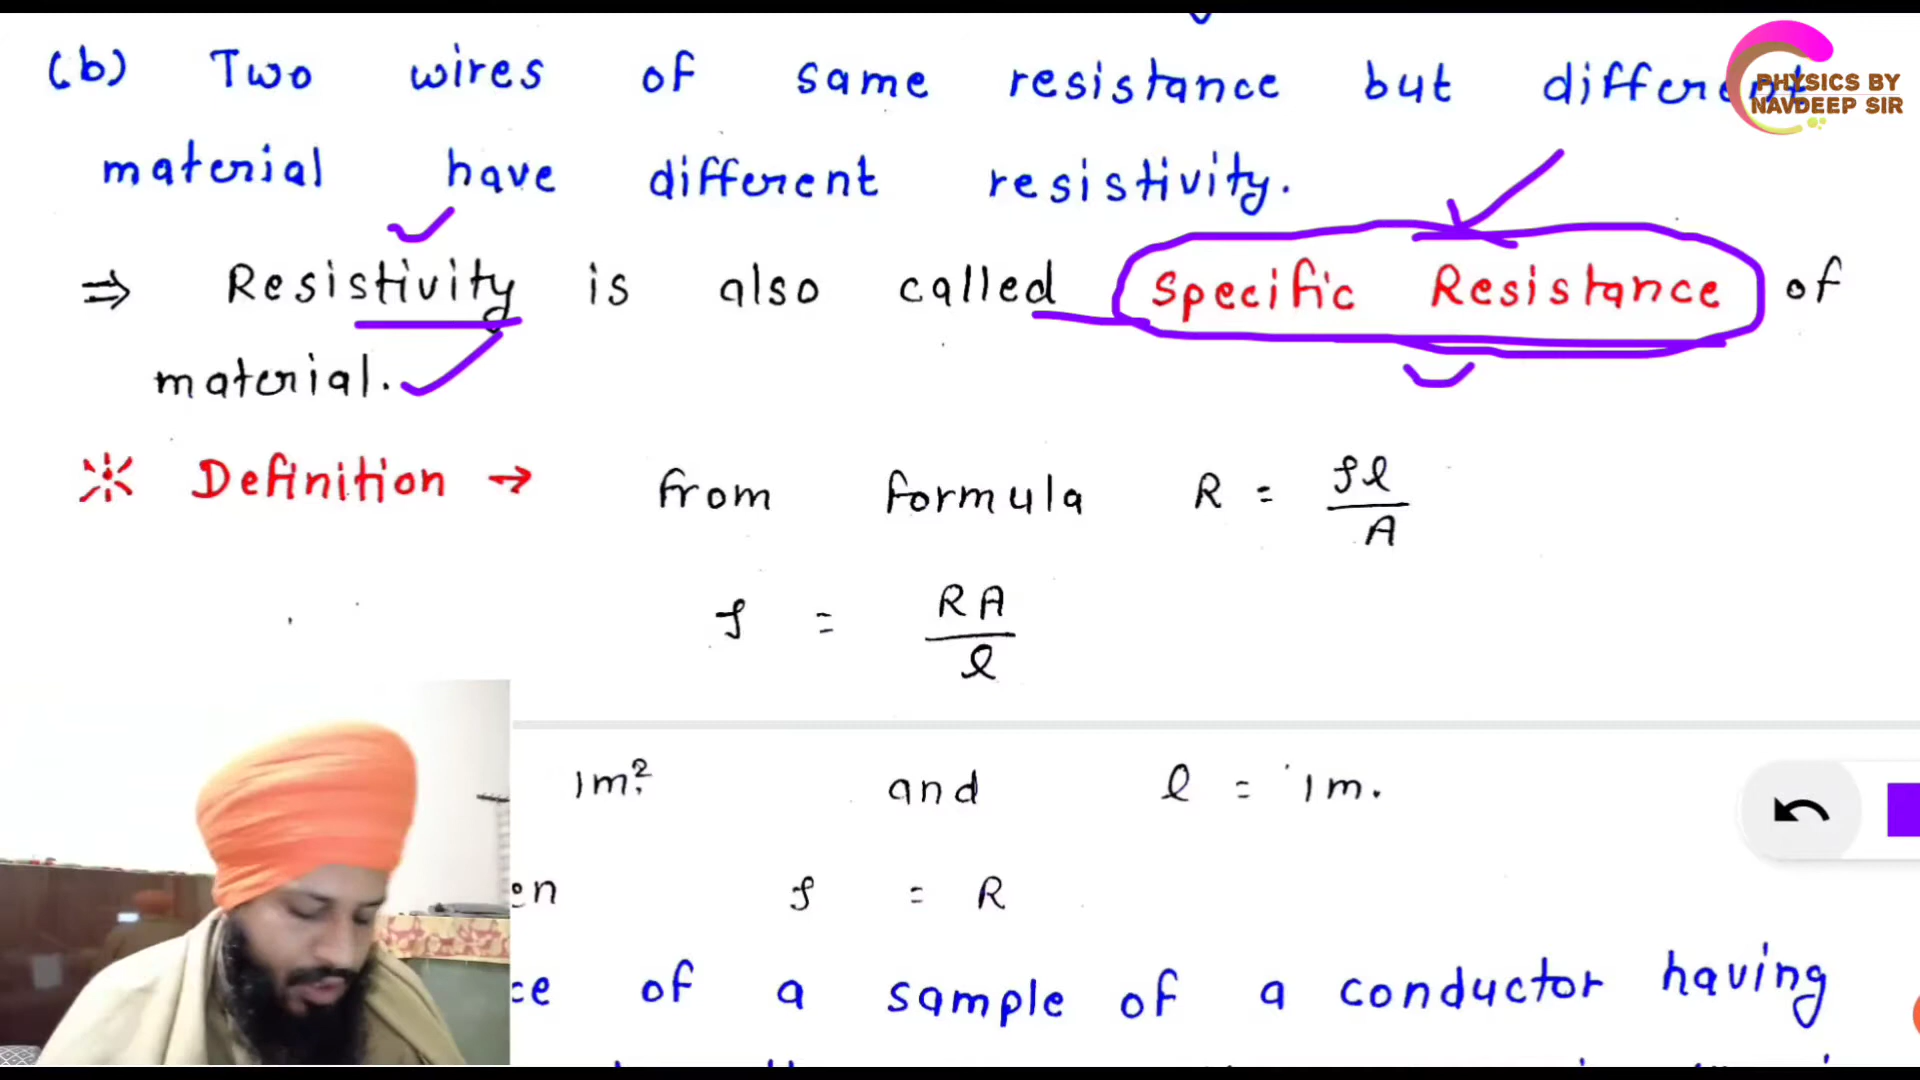 (b) Two wires of same resistance but different
PHYSICS BY
NAVDEEP SIR
material have different resistivity.
⇒ Resistivity is also called Specific Resistance of
material.
Definition → From formula R = ρl/A
ρ = RA/l
1m² and l = 1m.
ρ = R
of a sample of a conductor having